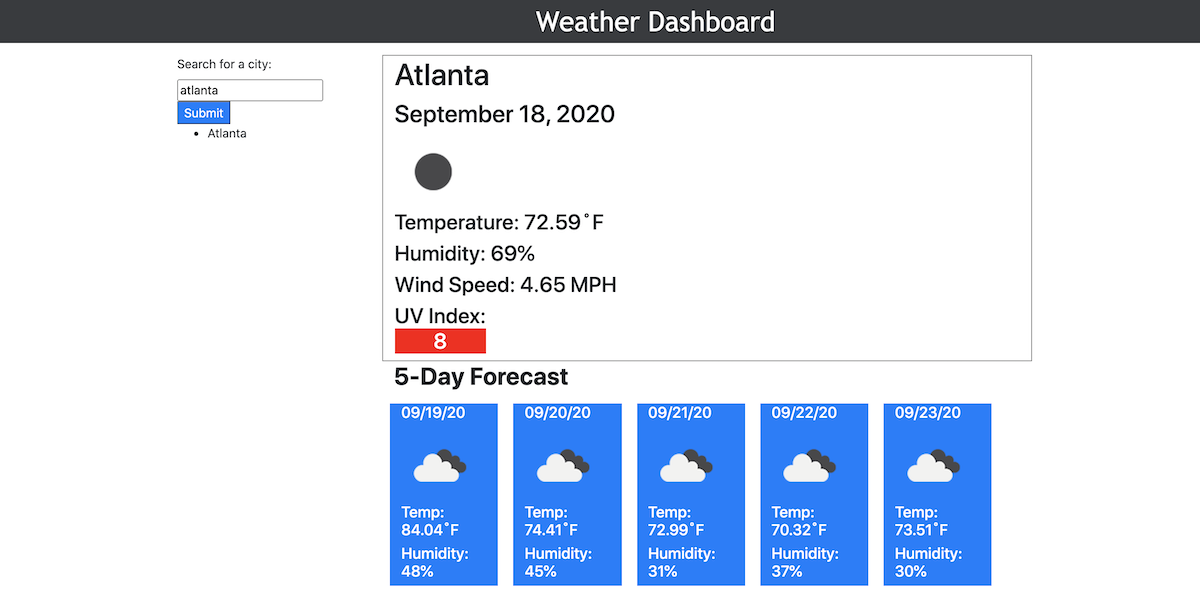 Weather Dashboard
Search for a city:
atlanta
Submit
• Atlanta
Atlanta
September 18, 2020
Temperature: 72.59˚F
Humidity: 69%
Wind Speed: 4.65 MPH
UV Index:
8
5-Day Forecast
09/19/20
Temp:
84.04˚F
Humidity:
48%
09/20/20
Temp:
74.41˚F
Humidity:
45%
09/21/20
Temp:
72.99˚F
Humidity:
31%
09/22/20
Temp:
70.32˚F
Humidity:
37%
09/23/20
Temp:
73.51˚F
Humidity:
30%